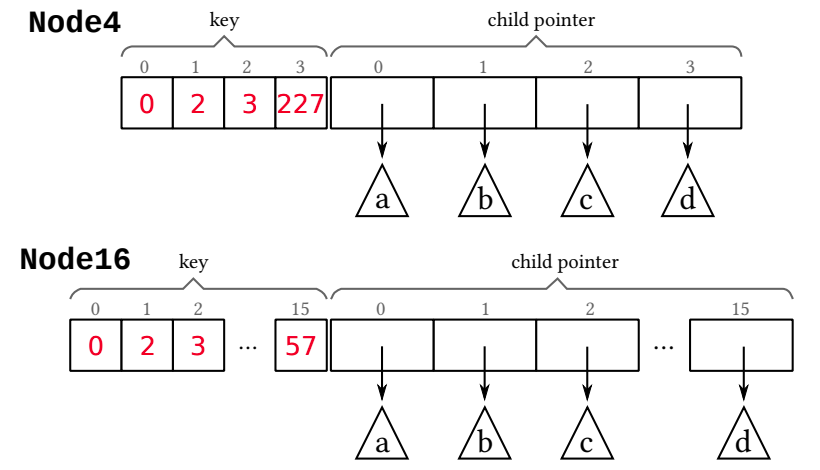 Node4 key child pointer
0 1 2 3 0 1 2 3
0 2 3 227
a b c d
Node16 key child pointer
0 1 2 15 0 1 2 15
0 2 3 ... 57 ...
a b c d